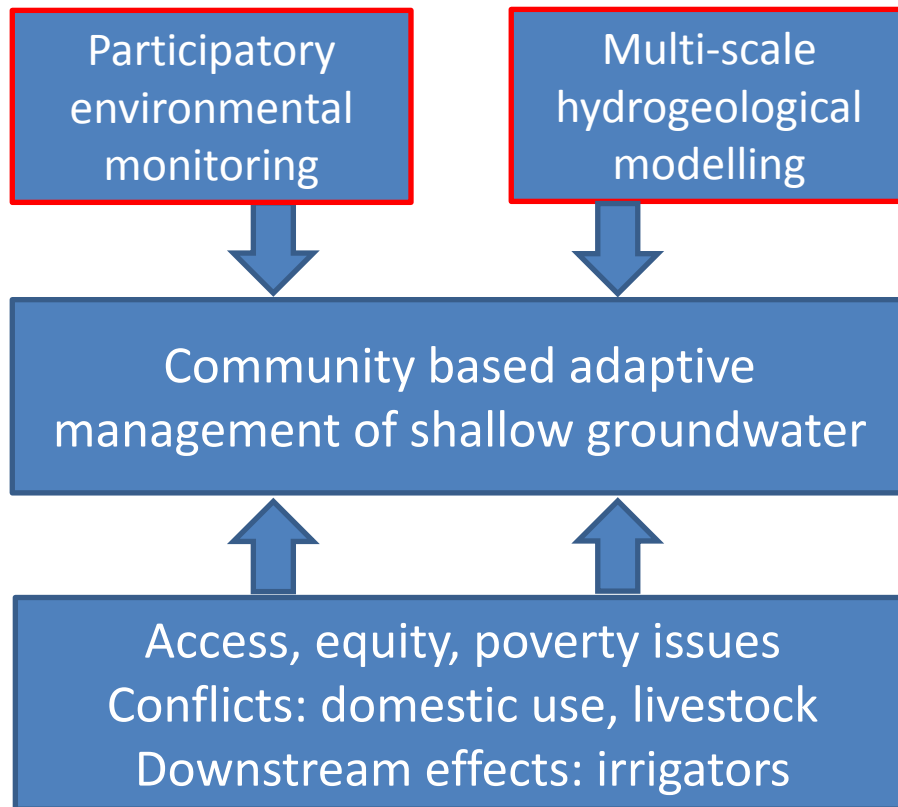 Participatory
environmental
monitoring
Multi-scale
hydrogeological
modelling
Community based adaptive
management of shallow groundwater
Access, equity, poverty issues
Conflicts: domestic use, livestock
Downstream effects: irrigators